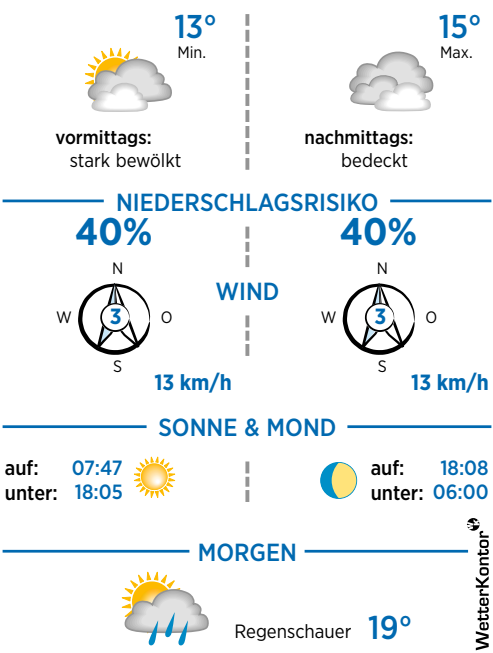 13°
Min.
15°
Max.
vormittags:
stark bewölkt
nachmittags:
bedeckt
NIEDERSCHLAGSRISIKO
40%
40%
WIND
N
W
3
O
S
13 km/h
N
W
3
O
S
13 km/h
SONNE & MOND
auf: 07:47
unter: 18:05
auf: 18:08
unter: 06:00
MORGEN
Regenschauer 19°
WetterKontor